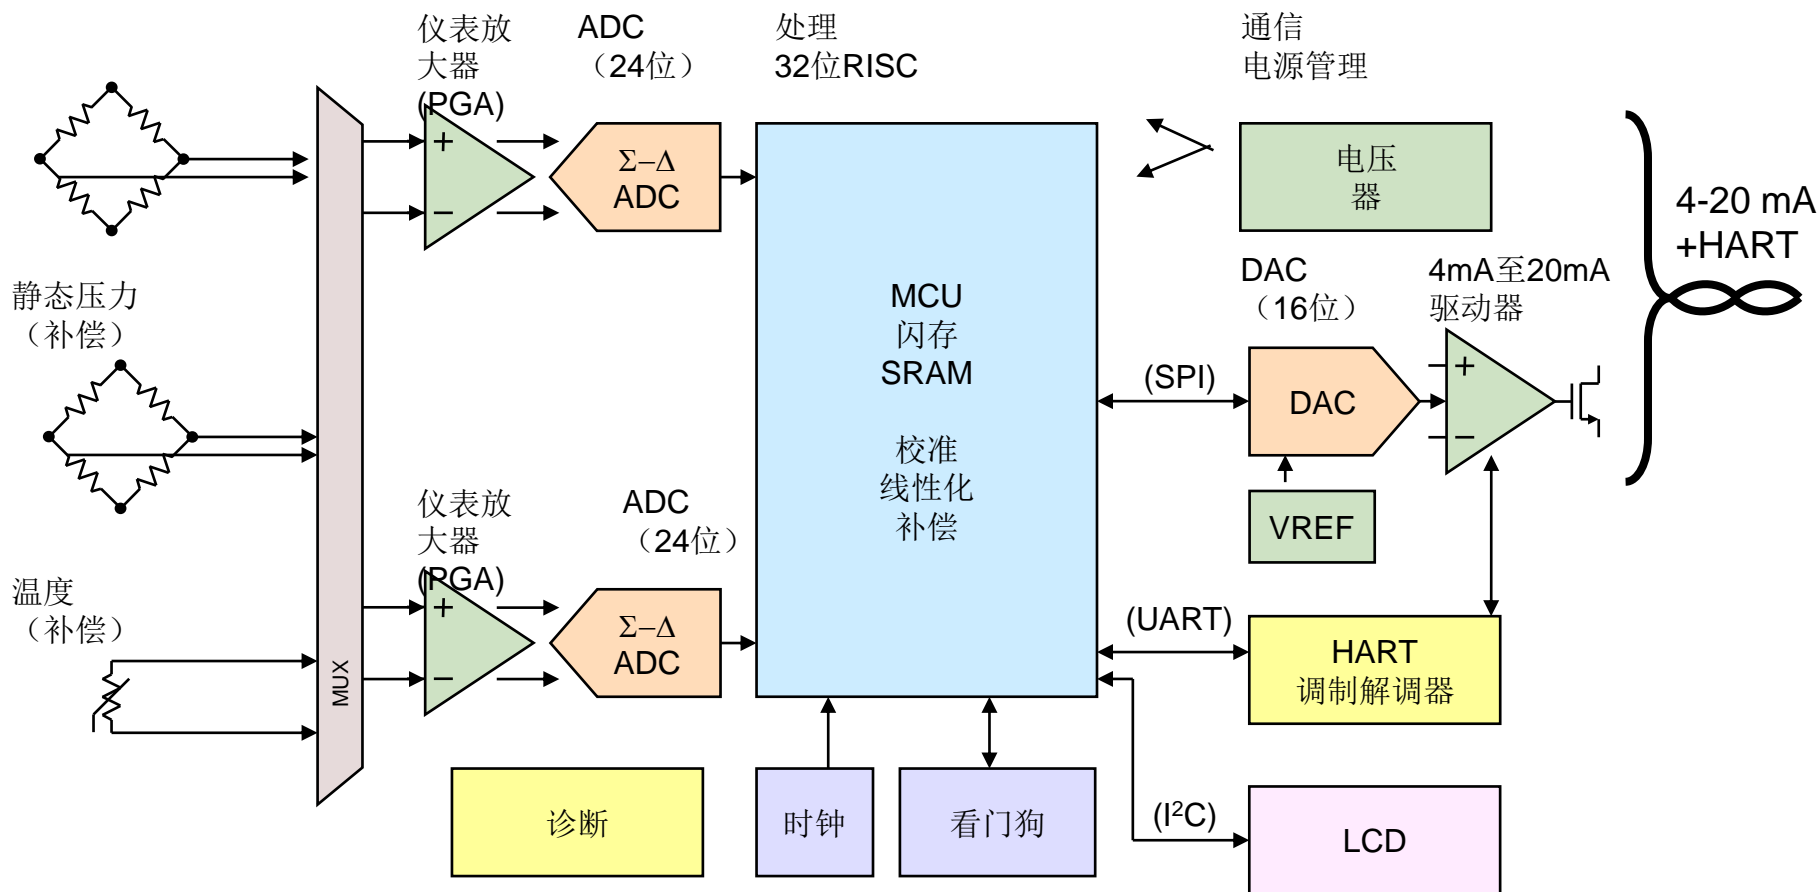 仪表放
大器
(PGA)
ADC
（24位）
处理
32位RISC
通信
电源管理
+
−
Σ−Δ
ADC
电压
器
4-20 mA
+HART
静态压力
（补偿）
MCU
闪存
SRAM
校准
线性化
补偿
DAC
（16位）
4mA至20mA
驱动器
(SPI)
DAC
+
−
VREF
仪表放
大器
(PGA)
ADC
（24位）
温度
（补偿）
MUX
+
−
Σ−Δ
ADC
(UART)
HART
调制解调器
诊断
时钟
看门狗
(I²C)
LCD